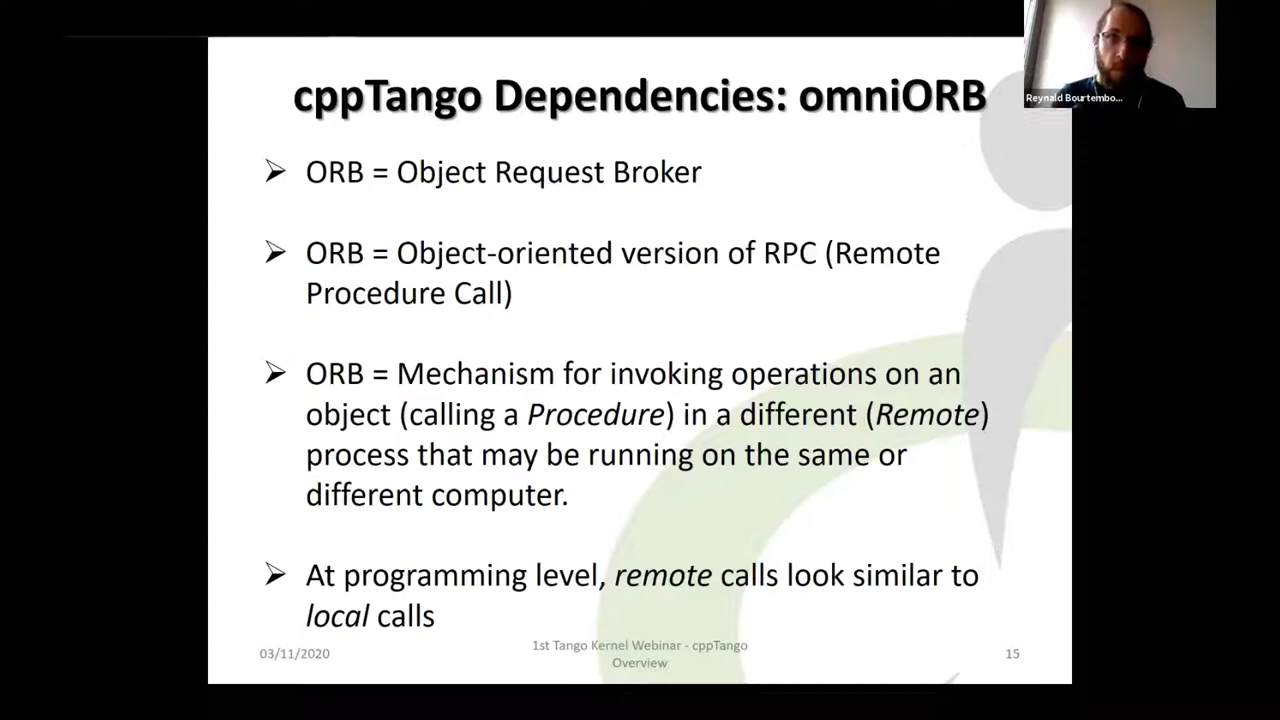 cppTango Dependencies: omniORB
Reynald Bourtembo...
➢ ORB = Object Request Broker
➢ ORB = Object-oriented version of RPC (Remote
Procedure Call)
➢ ORB = Mechanism for invoking operations on an
object (calling a Procedure) in a different (Remote)
process that may be running on the same or
different computer.
➢ At programming level, remote calls look similar to
local calls
03/11/2020
1st Tango Kernel Webinar - cppTango
Overview
15